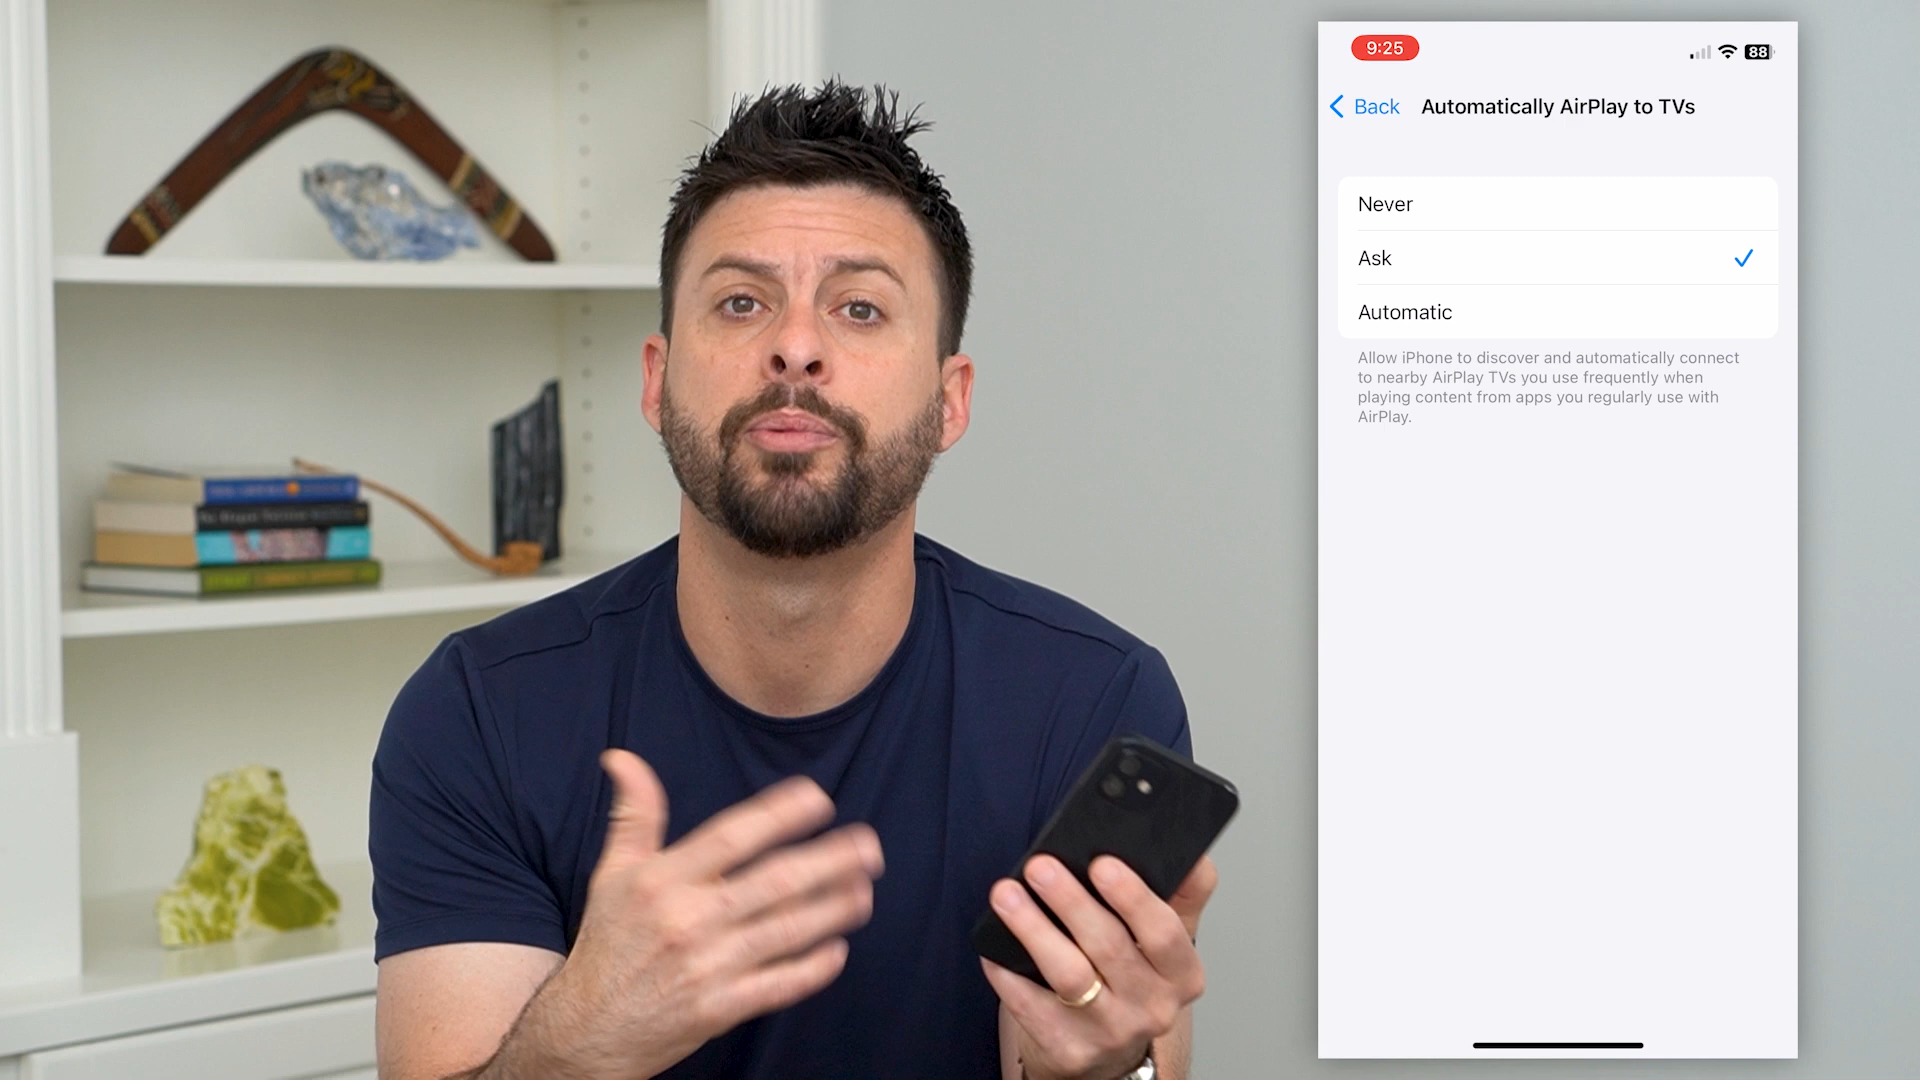 9:25
88
Back
Automatically AirPlay to TVs
Never
Ask
Automatic
Allow iPhone to discover and automatically connect
to nearby AirPlay TVs you use frequently when
playing content from apps you regularly use with
AirPlay.